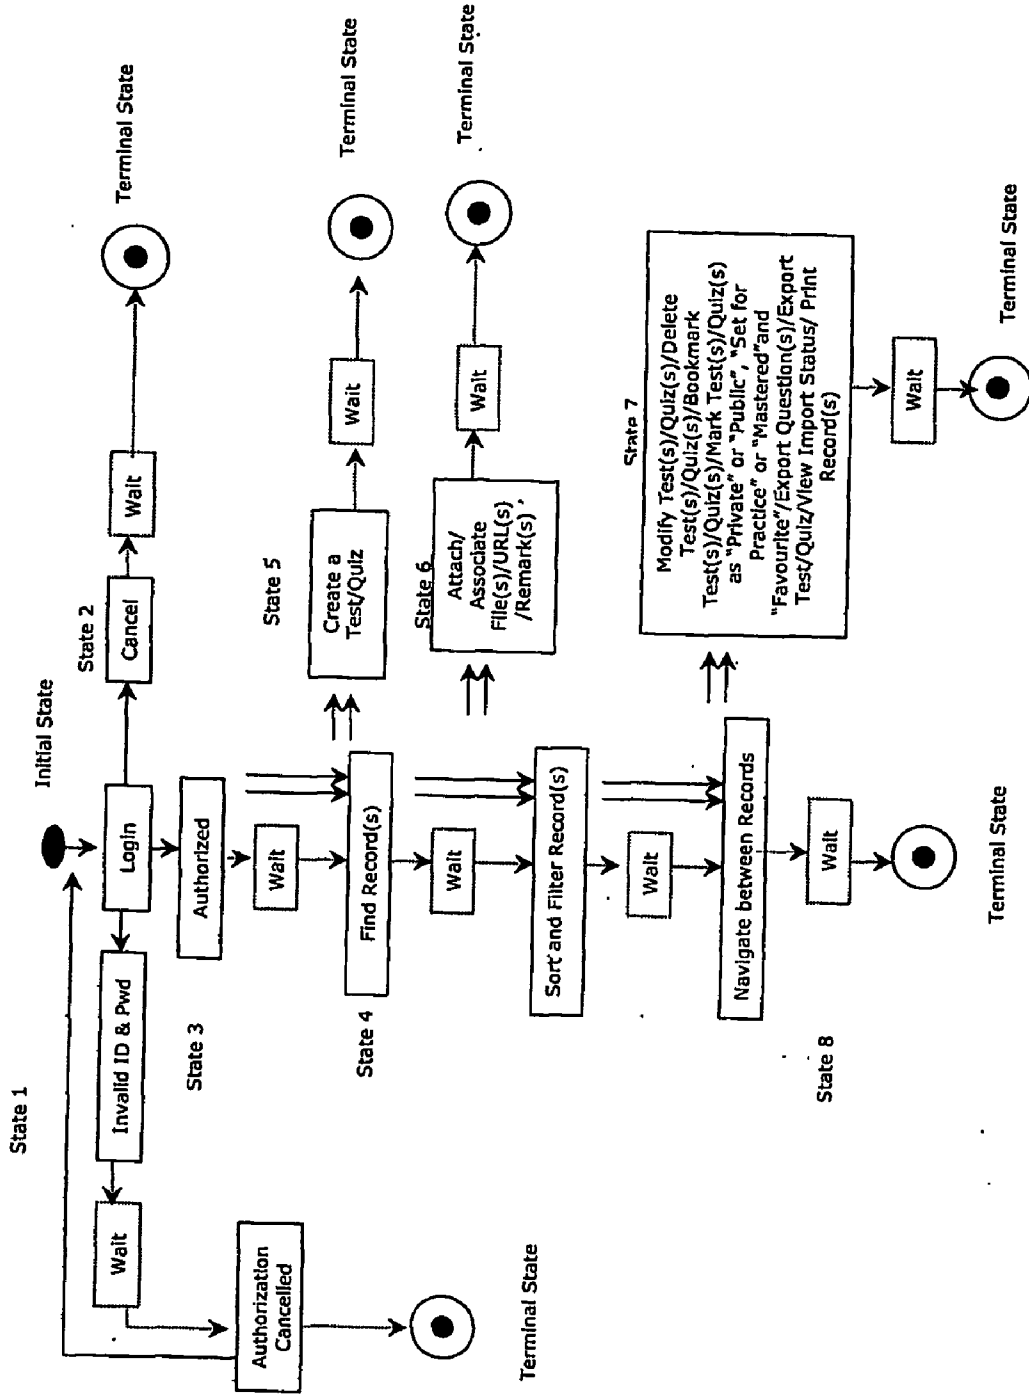 State 1
Initial State
State 2
Invalid ID & Pwd
Login
Cancel
Wait
Wait
Terminal State
State 3
Authorized
Authorization
Cancelled
Wait
State 5
Create a
Test/Quiz
Wait
Terminal State
State 4
Find Record(s)
Terminal State
Wait
State 6
Attach/
Associate
File(s)/URL(s)
/Remark(s)
Wait
Terminal State
Sort and Filter Record(s)
Wait
State 7
Modify Test(s)/Quiz(s)/Delete
Test(s)/Quiz(s)/Bookmark
Test(s)/Quiz(s)/Mark Test(s)/Quiz(s)
as "Private" or "Public", "Set for
Practice" or "Mastered"and
"Favourite"/Export Question(s)/Export
Test/Quiz/View Import Status/ Print
Record(s)
Navigate between Records
State 8
Wait
Wait
Terminal State
Terminal State